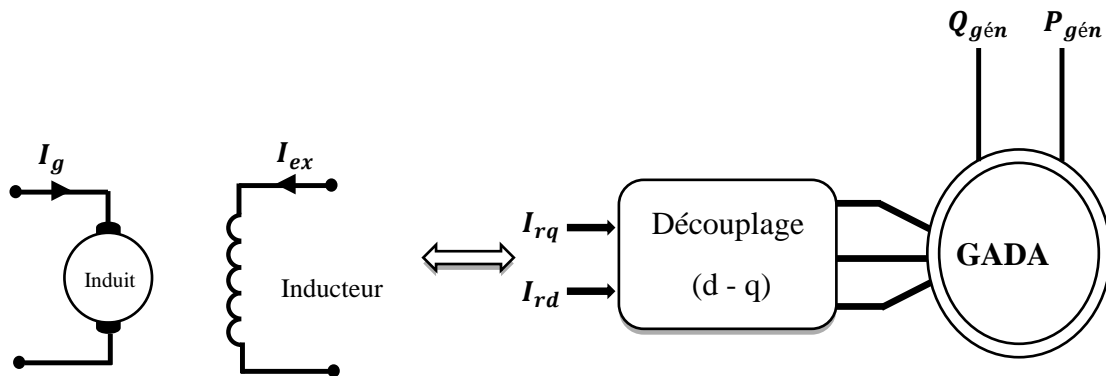 I_g
Induit
I_ex
Inducteur
I_rq
I_rd
Découplage
(d - q)
Q_gén
P_gén
GADA